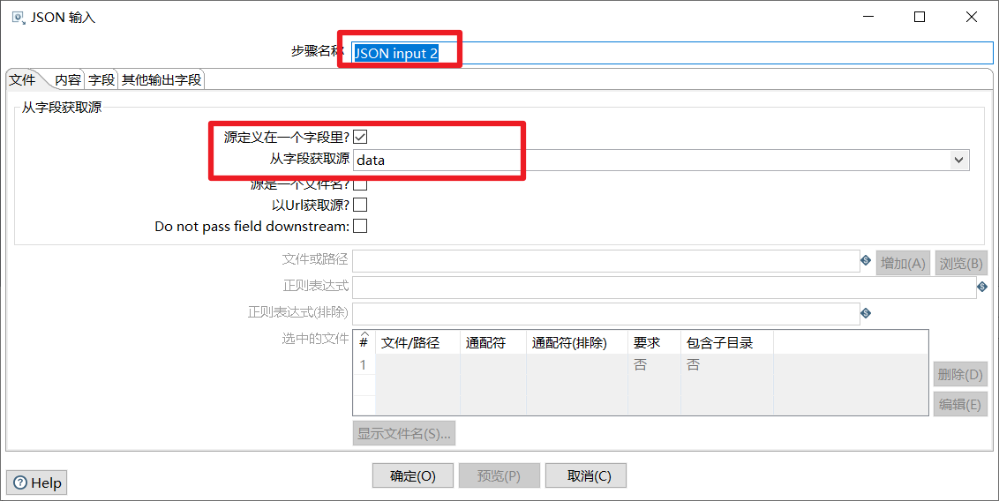 JSON 输入
步骤名称 JSON input 2
文件 内容 字段 其他输出字段
从字段获取源
源定义在一个字段里?
从字段获取源 data
源是一个文件名?
以Url获取源?
Do not pass field downstream:
文件或路径 增加(A) 浏览(B)
正则表达式
正则表达式(排除)
选中的文件 # 文件/路径 通配符 通配符(排除) 要求 包含子目录
1 否 否
删除(D)
编辑(E)
显示文件名(S)...
确定(O) 预览(P) 取消(C)
Help